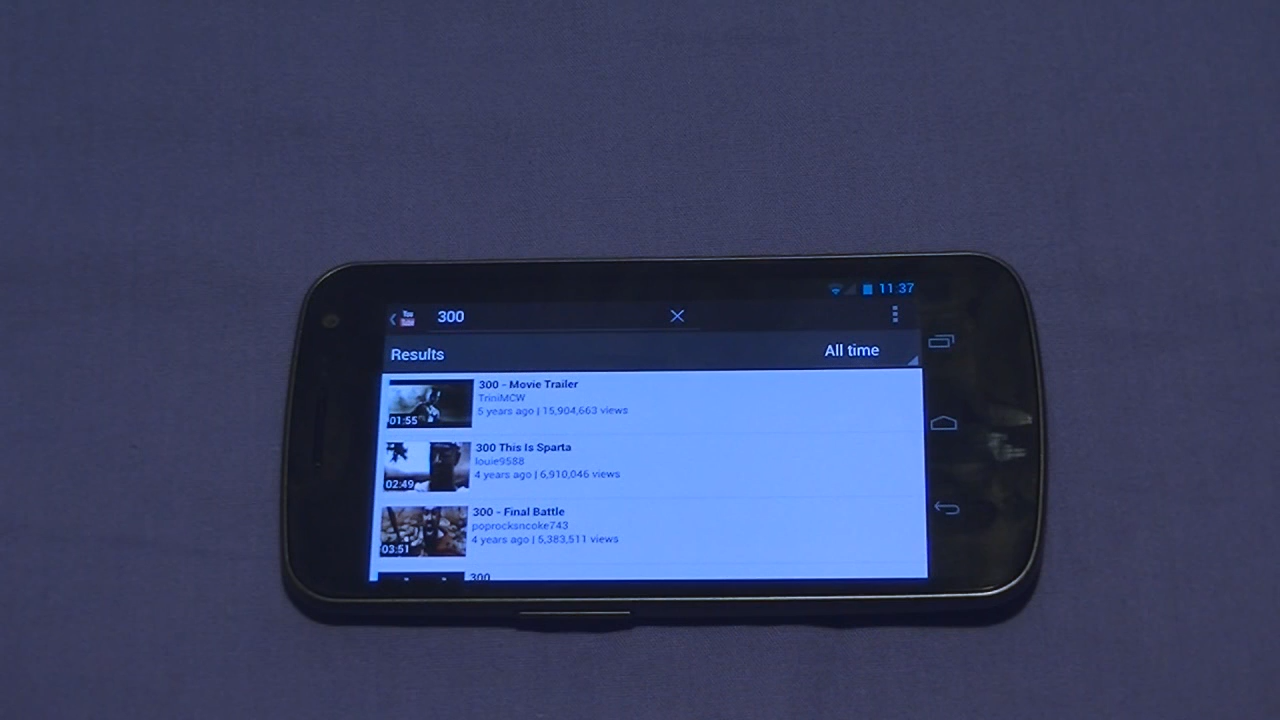 11:37
You Tube
300
Results
All time
300 - Movie Trailer
TriniMCW
5 years ago | 15,904,663 views
01:55
300 This Is Sparta
louie9588
4 years ago | 6,910,046 views
02:49
300 - Final Battle
poprocksncoke743
4 years ago | 5,383,511 views
03:51
300